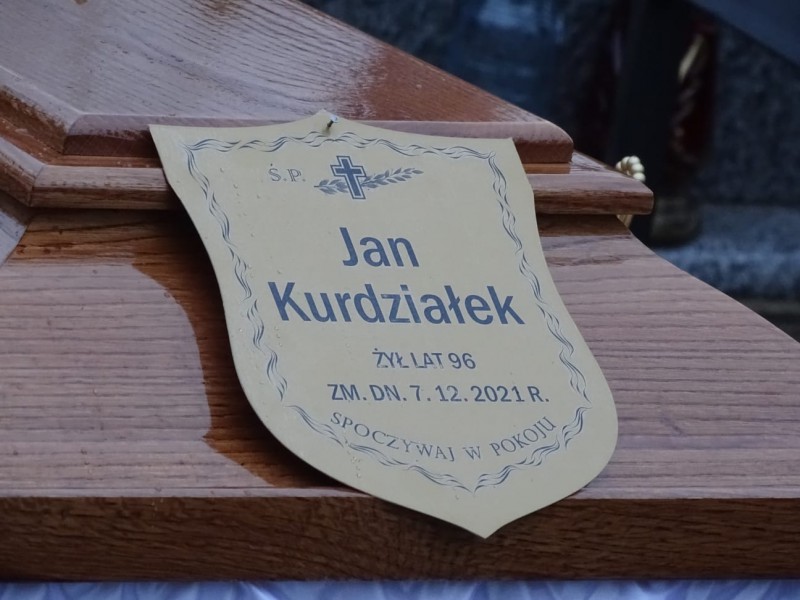 Ś.P.
Jan
Kurdziałek
ŻYŁ LAT 96
ZM. DN. 7. 12. 2021 R.
SPOCZYWAJ W POKOJU